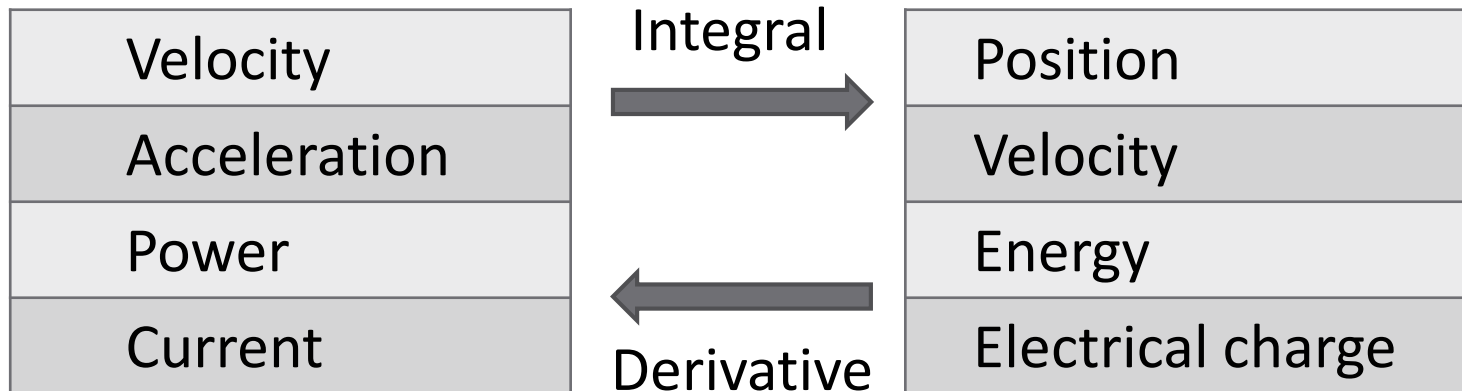 Velocity
Acceleration
Power
Current
Integral
Derivative
Position
Velocity
Energy
Electrical charge